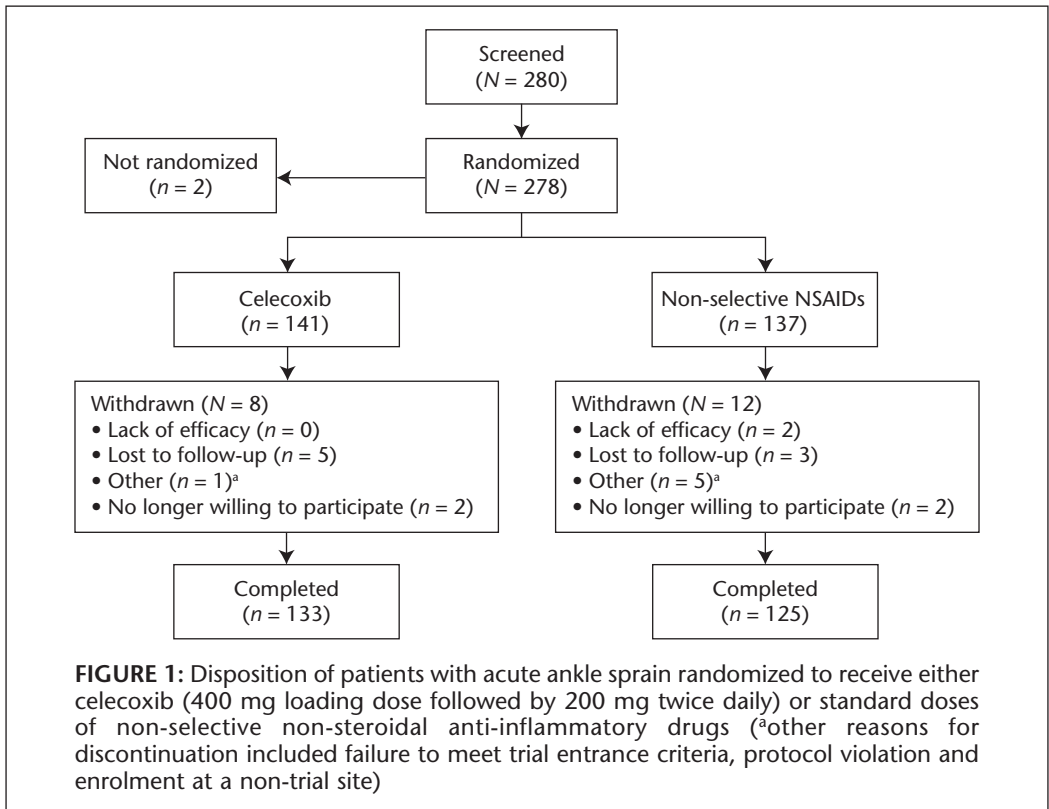 Screened
(N = 280)
Not randomized
(n = 2)
Randomized
(N = 278)
Celecoxib
(n = 141)
Non-selective NSAIDs
(n = 137)
Withdrawn (N = 8)
• Lack of efficacy (n = 0)
• Lost to follow-up (n = 5)
• Other (n = 1)ᵃ
• No longer willing to participate (n = 2)
Withdrawn (N = 12)
• Lack of efficacy (n = 2)
• Lost to follow-up (n = 3)
• Other (n = 5)ᵃ
• No longer willing to participate (n = 2)
Completed
(n = 133)
Completed
(n = 125)
FIGURE 1: Disposition of patients with acute ankle sprain randomized to receive either
celecoxib (400 mg loading dose followed by 200 mg twice daily) or standard doses
of non-selective non-steroidal anti-inflammatory drugs (ᵃother reasons for
discontinuation included failure to meet trial entrance criteria, protocol violation and
enrolment at a non-trial site)